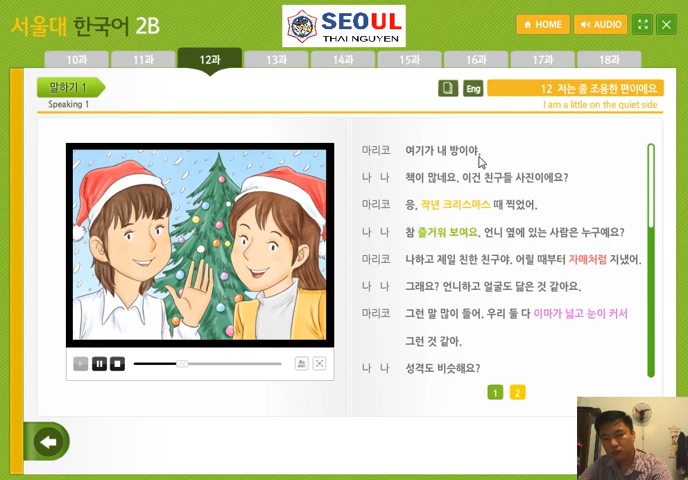 서울대 한국어 2B
SEOUL
THAI NGUYEN
HOME
AUDIO
10과
11과
12과
13과
14과
15과
16과
17과
18과
말하기 1
Speaking 1
Eng
12 저는 좀 조용한 편이에요
I am a little on the quiet side
마리코 여기가 내 방이야.
나 나 책이 많네요. 이건 친구들 사진이에요?
마리코 응, 작년 크리스마스 때 찍었어.
나 나 참 즐거워 보여요. 언니 옆에 있는 사람은 누구예요?
마리코 나하고 제일 친한 친구야. 어릴 때부터 자매처럼 지냈어.
나 나 그래요? 언니하고 얼굴도 닮은 것 같아요.
마리코 그런 말 많이 들어. 우리 둘 다 이마가 넓고 눈이 커서
그런 것 같아.
나 나 성격도 비슷해요?
1 2